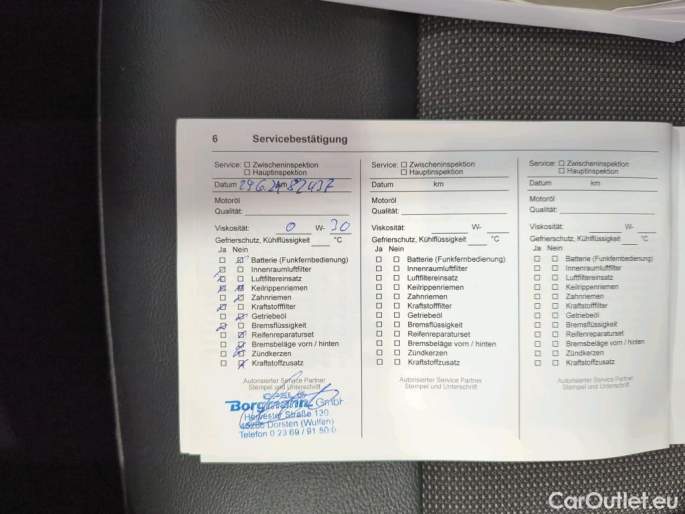 6 Servicebestätigung
Service: Zwischeninspektion
Hauptinspektion
Datum 24.6.21 km 82437
Motoröl
Qualität:
Viskosität: 0 W- 30
Gefrierschutz, Kühlflüssigkeit °C
Ja Nein
Batterie (Funkfernbedienung)
Innenraumluftfilter
Luftfiltereinsatz
Keilrippenriemen
Zahnriemen
Kraftstofffilter
Getriebeöl
Bremsflüssigkeit
Reifenreparaturset
Bremsbeläge vorn / hinten
Zündkerzen
Kraftstoffzusatz
Autorisierter Service Partner
Stempel und Unterschrift
Borgmann GmbH
Hervester Straße 120
46286 Dorsten (Wulfen)
Telefon 0 23 69 / 91 50 0
Service: Zwischeninspektion
Hauptinspektion
Datum km
Motoröl
Qualität:
Viskosität: W-
Gefrierschutz, Kühlflüssigkeit °C
Ja Nein
Batterie (Funkfernbedienung)
Innenraumluftfilter
Luftfiltereinsatz
Keilrippenriemen
Zahnriemen
Kraftstofffilter
Getriebeöl
Bremsflüssigkeit
Reifenreparaturset
Bremsbeläge vorn / hinten
Zündkerzen
Kraftstoffzusatz
Autorisierter Service Partner
Stempel und Unterschrift
Service: Zwischeninspektion
Hauptinspektion
Datum km
Motoröl
Qualität:
Viskosität: W-
Gefrierschutz, Kühlflüssigkeit °C
Ja Nein
Batterie (Funkfernbedienung)
Innenraumluftfilter
Luftfiltereinsatz
Keilrippenriemen
Zahnriemen
Kraftstofffilter
Getriebeöl
Bremsflüssigkeit
Reifenreparaturset
Bremsbeläge vorn / hinten
Zündkerzen
Kraftstoffzusatz
Autorisierter Service Partner
Stempel und Unterschrift
CarOutlet.eu